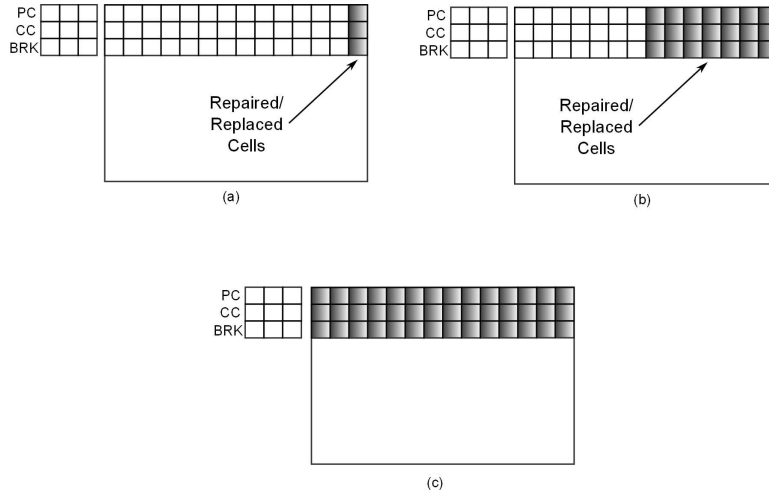 PC
CC
BRK
Repaired/
Replaced
Cells
(a)
PC
CC
BRK
Repaired/
Replaced
Cells
(b)
PC
CC
BRK
(c)